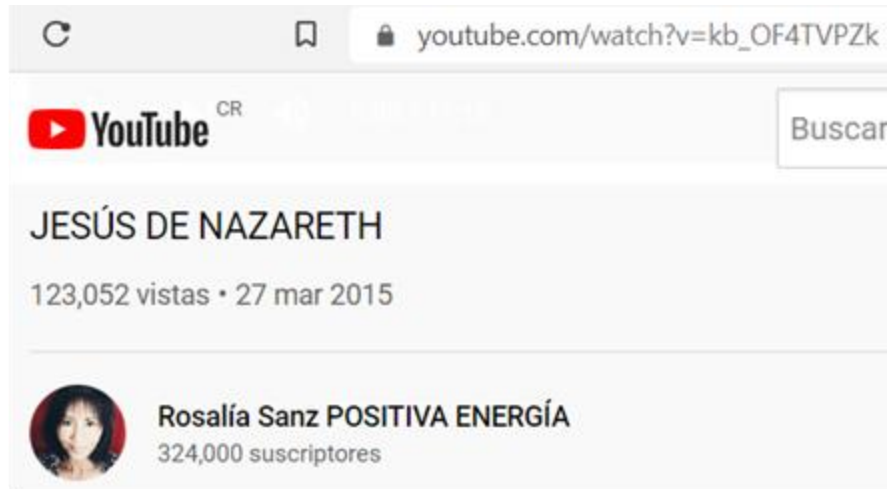 youtube.com/watch?v=kb_OF4TVPZk
YouTube CR
Buscar
JESÚS DE NAZARETH
123,052 vistas • 27 mar 2015
Rosalía Sanz POSITIVA ENERGÍA
324,000 suscriptores